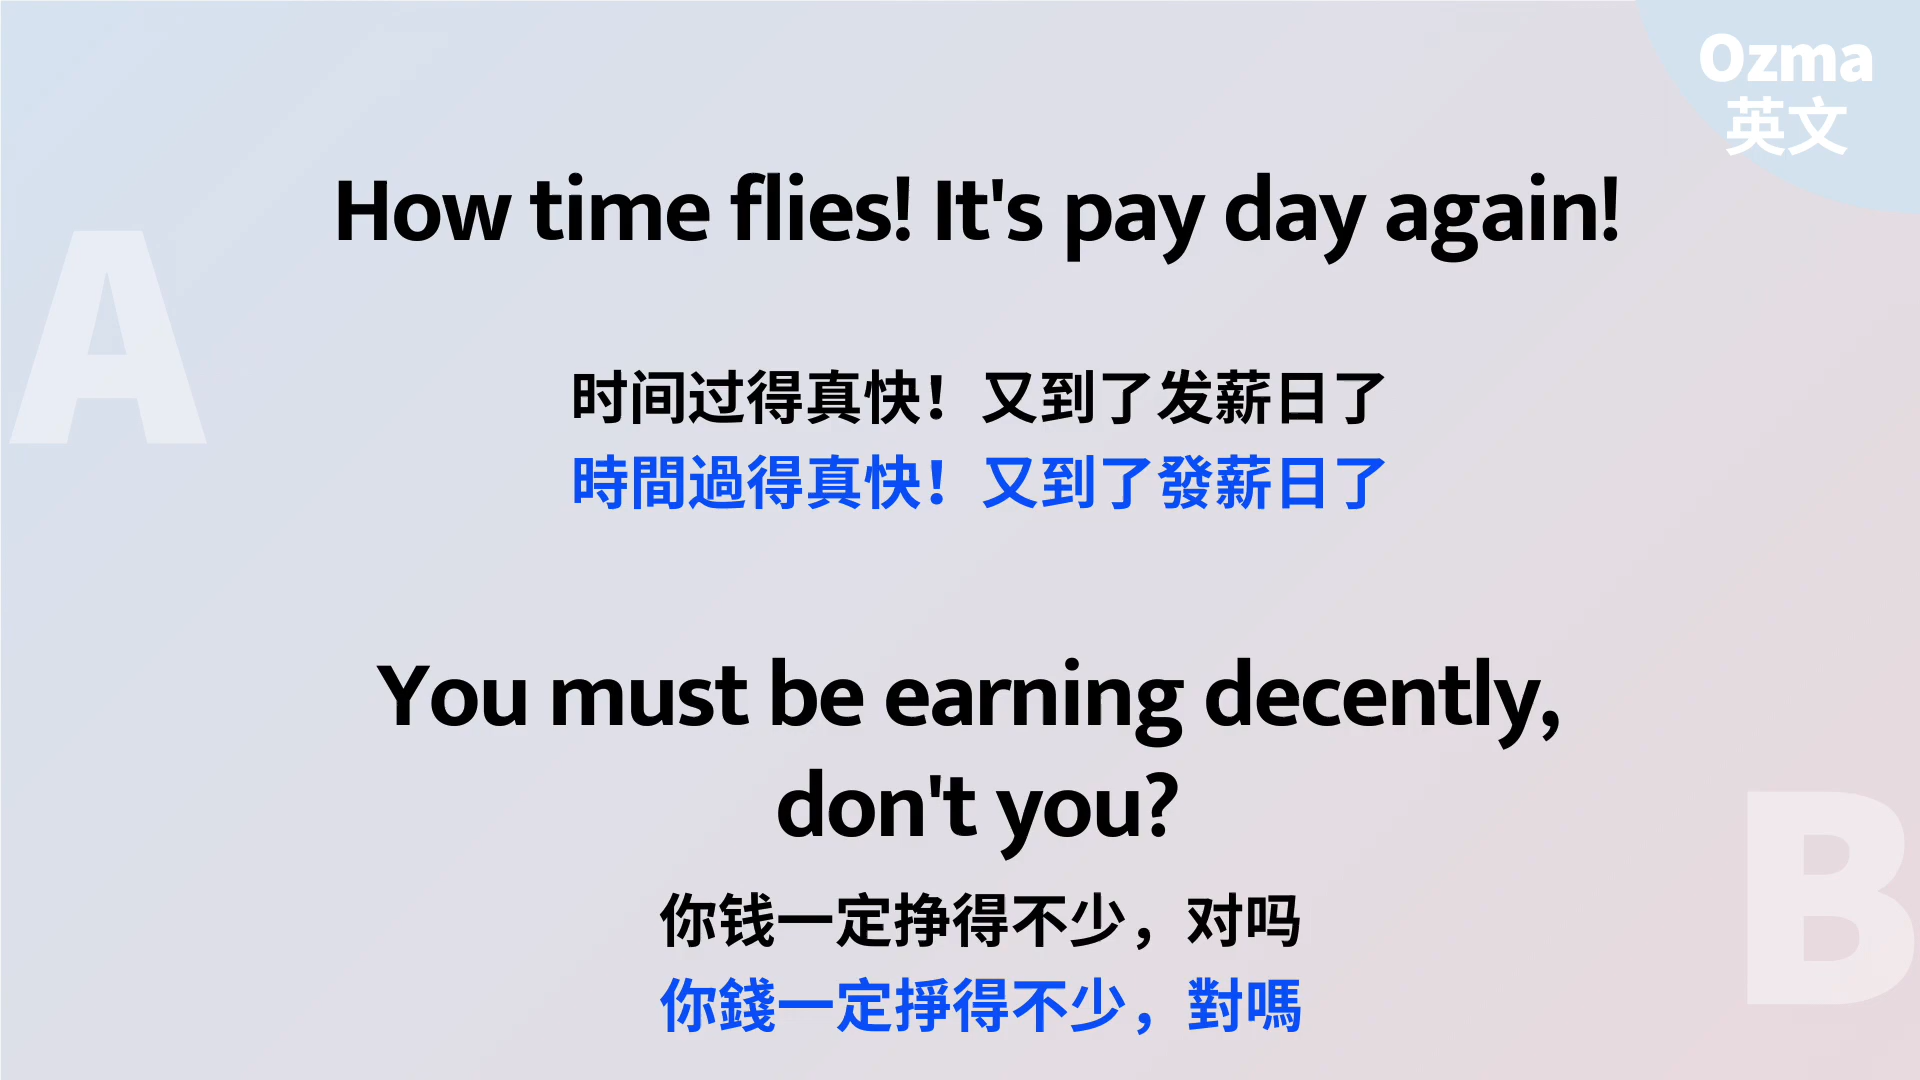 Ozma
英文
How time flies! It's pay day again!
A
时间过得真快！又到了发薪日了
時間過得真快！又到了發薪日了
You must be earning decently,
don't you?
B
你钱一定挣得不少，对吗
你錢一定掙得不少，對嗎